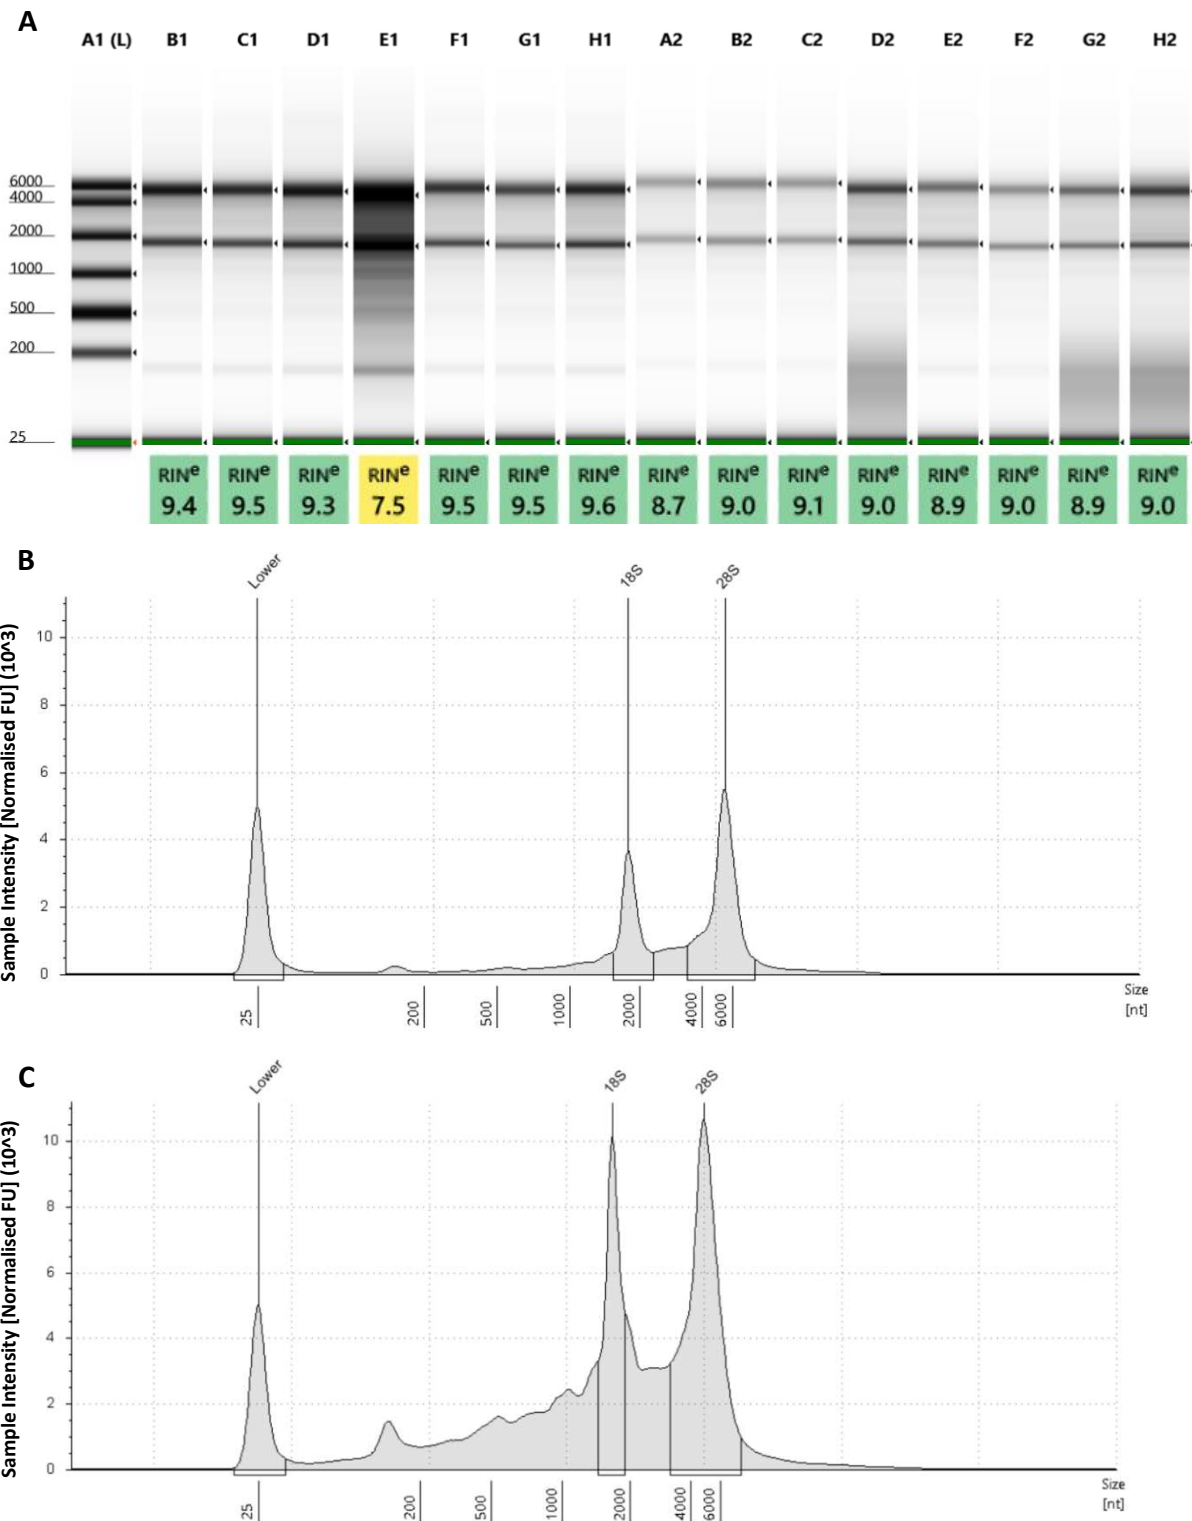 A
A1 (L) B1 C1 D1 E1 F1 G1 H1 A2 B2 C2 D2 E2 F2 G2 H2
6000
4000
2000
1000
500
200
25
RINe RINe RINe RINe RINe RINe RINe RINe RINe RINe RINe RINe RINe RINe RINe
9.4 9.5 9.3 7.5 9.5 9.5 9.6 8.7 9.0 9.1 9.0 8.9 9.0 8.9 9.0
B
Lower 18S 28S
Sample Intensity [Normalised FU] (10^3)
10
8
6
4
2
0
25 200 500 1000 2000 4000 6000
Size
[nt]
C
Lower 18S 28S
Sample Intensity [Normalised FU] (10^3)
10
8
6
4
2
0
25 200 500 1000 2000 4000 6000
Size
[nt]